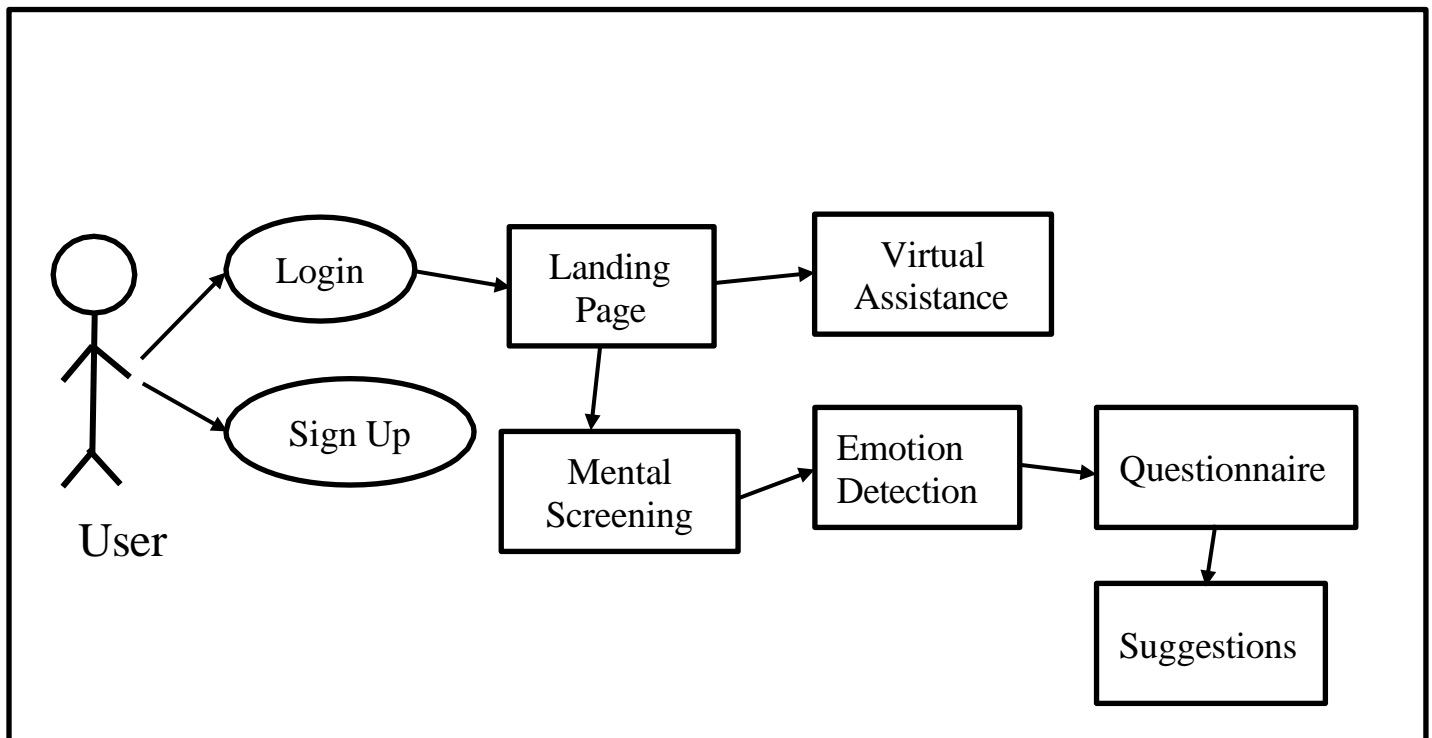 Login
Landing
Page
Virtual
Assistance
Sign Up
User
Mental
Screening
Emotion
Detection
Questionnaire
Suggestions